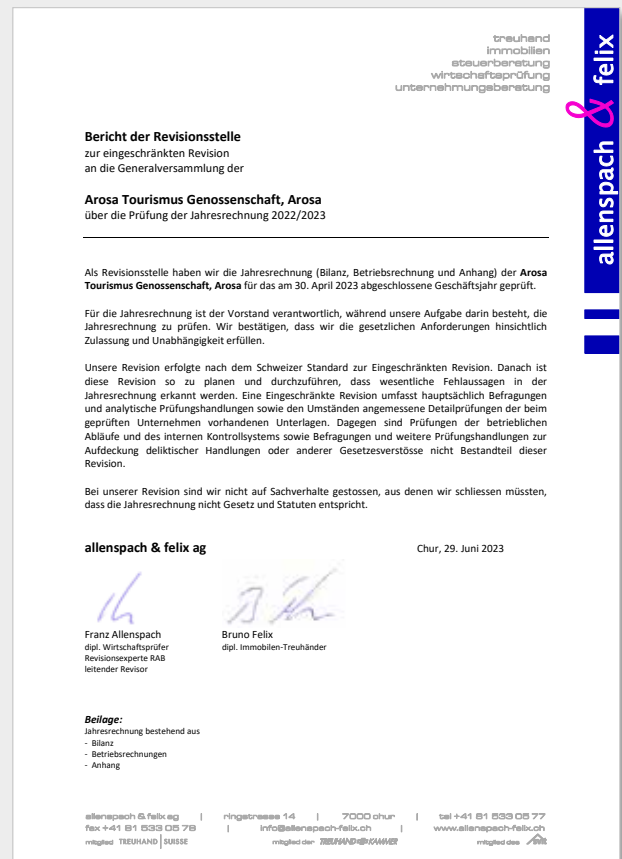 treuhand
immobilien
steuerberatung
wirtschaftsprüfung
unternehmungsberatung
allenspach & felix
Bericht der Revisionsstelle
zur eingeschränkten Revision
an die Generalversammlung der
Arosa Tourismus Genossenschaft, Arosa
über die Prüfung der Jahresrechnung 2022/2023
Als Revisionsstelle haben wir die Jahresrechnung (Bilanz, Betriebsrechnung und Anhang) der Arosa
Tourismus Genossenschaft, Arosa für das am 30. April 2023 abgeschlossene Geschäftsjahr geprüft.
Für die Jahresrechnung ist der Vorstand verantwortlich, während unsere Aufgabe darin besteht, die
Jahresrechnung zu prüfen. Wir bestätigen, dass wir die gesetzlichen Anforderungen hinsichtlich
Zulassung und Unabhängigkeit erfüllen.
Unsere Revision erfolgte nach dem Schweizer Standard zur Eingeschränkten Revision. Danach ist
diese Revision so zu planen und durchzuführen, dass wesentliche Fehlaussagen in der
Jahresrechnung erkannt werden. Eine Eingeschränkte Revision umfasst hauptsächlich Befragungen
und analytische Prüfungshandlungen sowie den Umständen angemessene Detailprüfungen der beim
geprüften Unternehmen vorhandenen Unterlagen. Dagegen sind Prüfungen der betrieblichen
Abläufe und des internen Kontrollsystems sowie Befragungen und weitere Prüfungshandlungen zur
Aufdeckung deliktischer Handlungen oder anderer Gesetzesverstösse nicht Bestandteil dieser
Revision.
Bei unserer Revision sind wir nicht auf Sachverhalte gestossen, aus denen wir schliessen müssten,
dass die Jahresrechnung nicht Gesetz und Statuten entspricht.
allenspach & felix ag Chur, 29. Juni 2023
Franz Allenspach Bruno Felix
dipl. Wirtschaftsprüfer dipl. Immobilen-Treuhänder
Revisionsexperte RAB
leitender Revisor
Beilage:
Jahresrechnung bestehend aus
- Bilanz
- Betriebsrechnungen
- Anhang
allenspach & felix ag | ringstrasse 14 | 7000 chur | tel +41 81 533 05 77
fax +41 81 533 05 78 | info@allenspach-felix.ch | www.allenspach-felix.ch
mitglied TREUHAND | SUISSE mitglied der TREUHAND KAMMER mitglied des